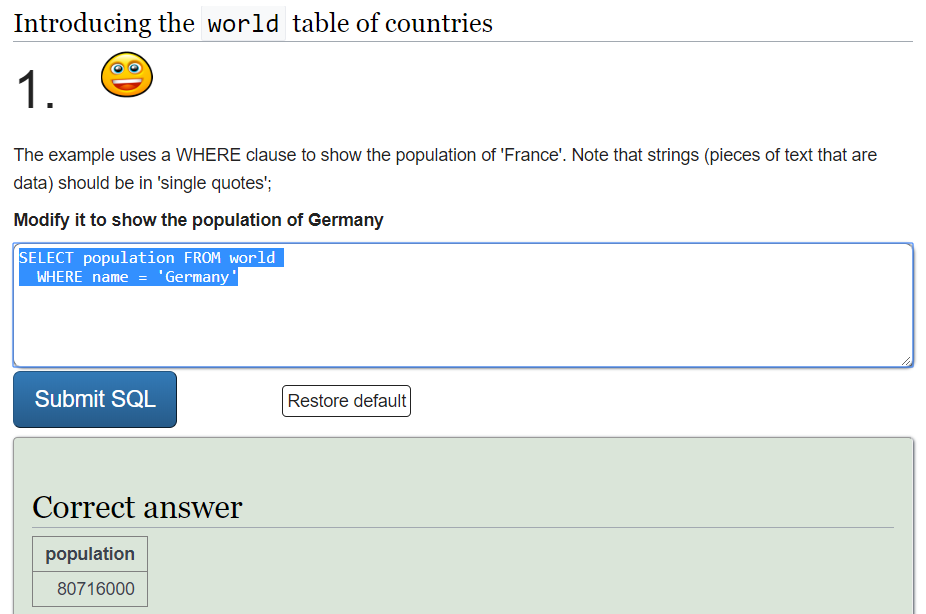 Introducing the world table of countries
1.
The example uses a WHERE clause to show the population of 'France'. Note that strings (pieces of text that are
data) should be in 'single quotes';
Modify it to show the population of Germany
SELECT population FROM world
WHERE name = 'Germany'
Submit SQL
Restore default
Correct answer
population
80716000